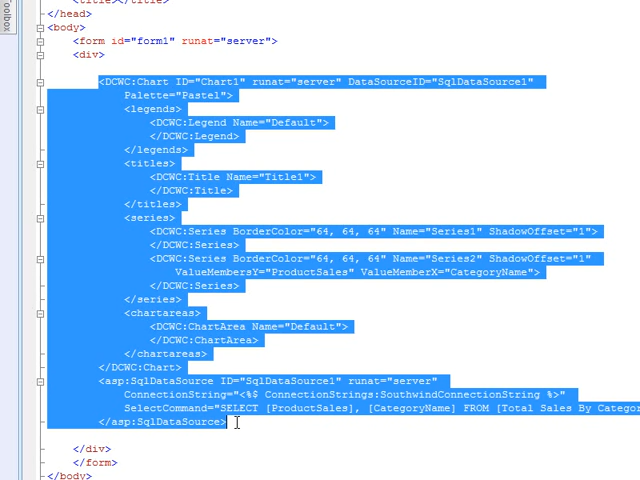 <title></title>
</head>
<body>
<form id="form1" runat="server">
<div>
<DCWC:Chart ID="Chart1" runat="server" DataSourceID="SqlDataSource1"
Palette="Pastel">
<legends>
<DCWC:Legend Name="Default">
</DCWC:Legend>
</legends>
<titles>
<DCWC:Title Name="Title1">
</DCWC:Title>
</titles>
<series>
<DCWC:Series BorderColor="64, 64, 64" Name="Series1" ShadowOffset="1">
</DCWC:Series>
<DCWC:Series BorderColor="64, 64, 64" Name="Series2" ShadowOffset="1"
ValueMembersY="ProductSales" ValueMemberX="CategoryName">
</DCWC:Series>
</series>
<chartareas>
<DCWC:ChartArea Name="Default">
</DCWC:ChartArea>
</chartareas>
</DCWC:Chart>
<asp:SqlDataSource ID="SqlDataSource1" runat="server"
ConnectionString="<%$ ConnectionStrings:SouthwindConnectionString %>"
SelectCommand="SELECT [ProductSales], [CategoryName] FROM [Total Sales By Categor
</asp:SqlDataSource>
</div>
</form>
</body>
Toolbox